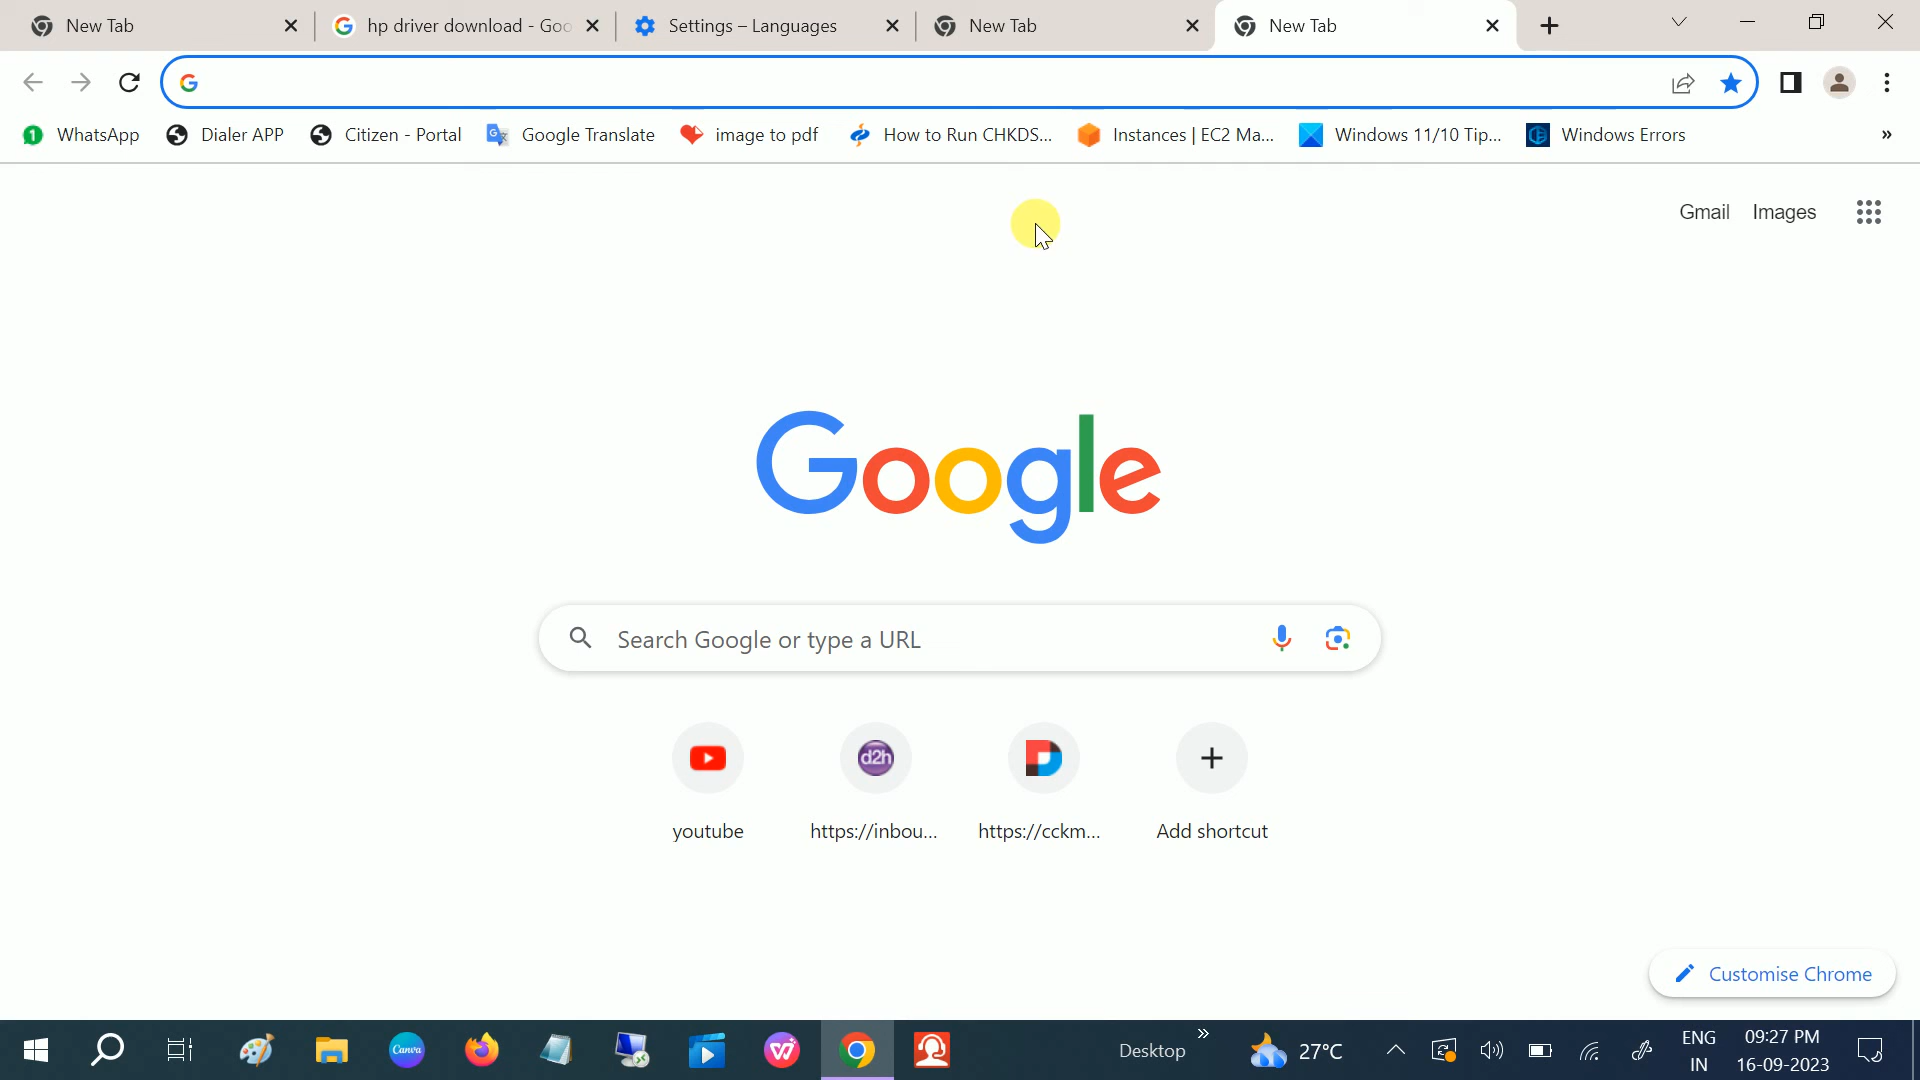 New Tab
hp driver download - Goo
Settings – Languages
New Tab
New Tab
1
WhatsApp
Dialer APP
Citizen - Portal
Google Translate
image to pdf
How to Run CHKDS...
Instances | EC2 Ma...
Windows 11/10 Tip...
Windows Errors
»
Gmail
Images
Google
Search Google or type a URL
d2h
youtube
https://inbou...
https://cckm...
Add shortcut
Customise Chrome
Canva
Desktop
»
27°C
ENG
IN
09:27 PM
16-09-2023